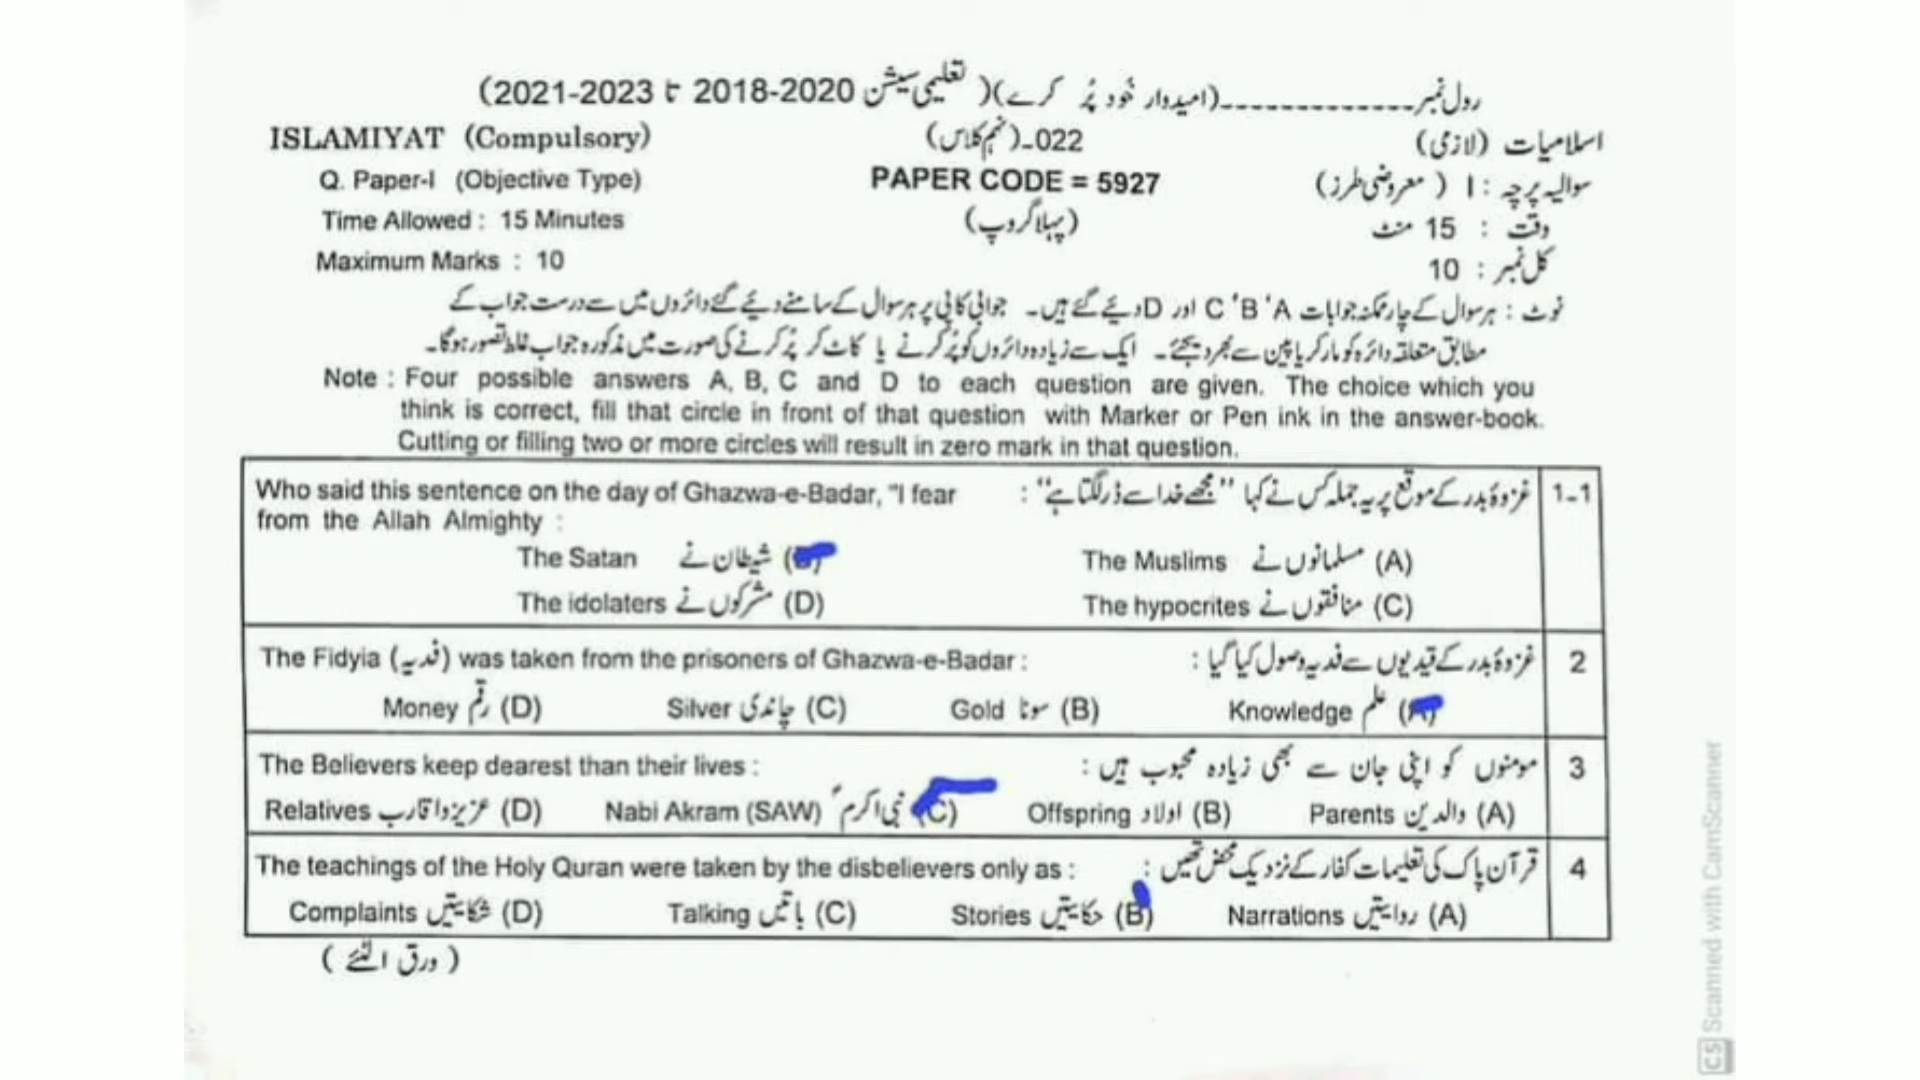 رول نمبر-------------(امیدوار خُود پُر کرے)( تعلیمی سیشن 2018-2020 تا 2021-2023)
ISLAMIYAT (Compulsory) 022-(نہم کلاس) اسلامیات (لازمی)
Q. Paper-I (Objective Type) PAPER CODE = 5927 سوالیہ پرچہ : I ( معروضی طرز)
Time Allowed : 15 Minutes (پہلا گروپ) وقت : 15 منٹ
Maximum Marks : 10 کل نمبر : 10
نوٹ : ہر سوال کے چار ممکنہ جوابات A ' B ' C اور D دیئے گئے ہیں۔ جوابی کاپی پر ہر سوال کے سامنے دیئے گئے دائروں میں سے درست جواب کے
مطابق متعلقہ دائرہ کو مارکر یا پین سے بھر دیجئے۔ ایک سے زیادہ دائروں کو پُر کرنے یا کاٹ کر پُر کرنے کی صورت میں مذکورہ جواب غلط تصور ہوگا۔
Note : Four possible answers A, B, C and D to each question are given. The choice which you
think is correct, fill that circle in front of that question with Marker or Pen ink in the answer-book.
Cutting or filling two or more circles will result in zero mark in that question.
Who said this sentence on the day of Ghazwa-e-Badar, "I fear غزوۂ بدر کے موقع پر یہ جملہ کس نے کہا "مجھے خدا سے ڈر لگتا ہے" : 1-1
from the Allah Almighty :
The Satan شیطان نے The Muslims مسلمانوں نے (A)
The idolaters مشرکوں نے (D) The hypocrites منافقوں نے (C)
The Fidyia (فدیہ) was taken from the prisoners of Ghazwa-e-Badar : غزوۂ بدر کے قیدیوں سے فدیہ وصول کیا گیا : 2
Money رقم (D) Silver چاندی (C) Gold سونا (B) Knowledge علم (A)
The Believers keep dearest than their lives : مومنوں کو اپنی جان سے بھی زیادہ محبوب ہیں : 3
Relatives عزیز و اقارب (D) Nabi Akram (SAW) نبی اکرم ؐ (C) Offspring اولاد (B) Parents والدین (A)
The teachings of the Holy Quran were taken by the disbelievers only as : قرآن پاک کی تعلیمات کفار کے نزدیک محض تھیں : 4
Complaints شکایتیں (D) Talking باتیں (C) Stories حکایتیں (B) Narrations روایتیں (A)
( ورق الٹئے )
CS Scanned with CamScanner